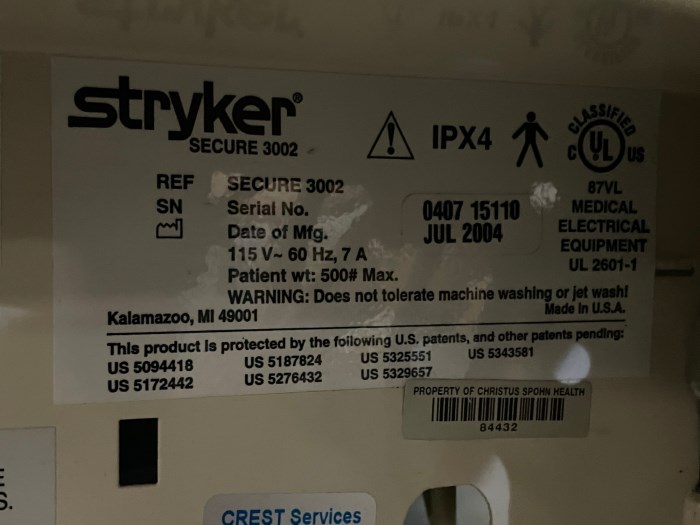 stryker®
SECURE 3002
IPX4
CLASSIFIED
C UL US
87VL
MEDICAL
ELECTRICAL
EQUIPMENT
UL 2601-1
REF SECURE 3002
SN Serial No. 0407 15110
Date of Mfg. JUL 2004
115 V~ 60 Hz, 7 A
Patient wt: 500# Max.
WARNING: Does not tolerate machine washing or jet wash!
Kalamazoo, MI 49001 Made in U.S.A.
This product is protected by the following U.S. patents, and other patents pending:
US 5094418 US 5187824 US 5325551 US 5343581
US 5172442 US 5276432 US 5329657
PROPERTY OF CHRISTUS SPOHN HEALTH
84432
CREST Services